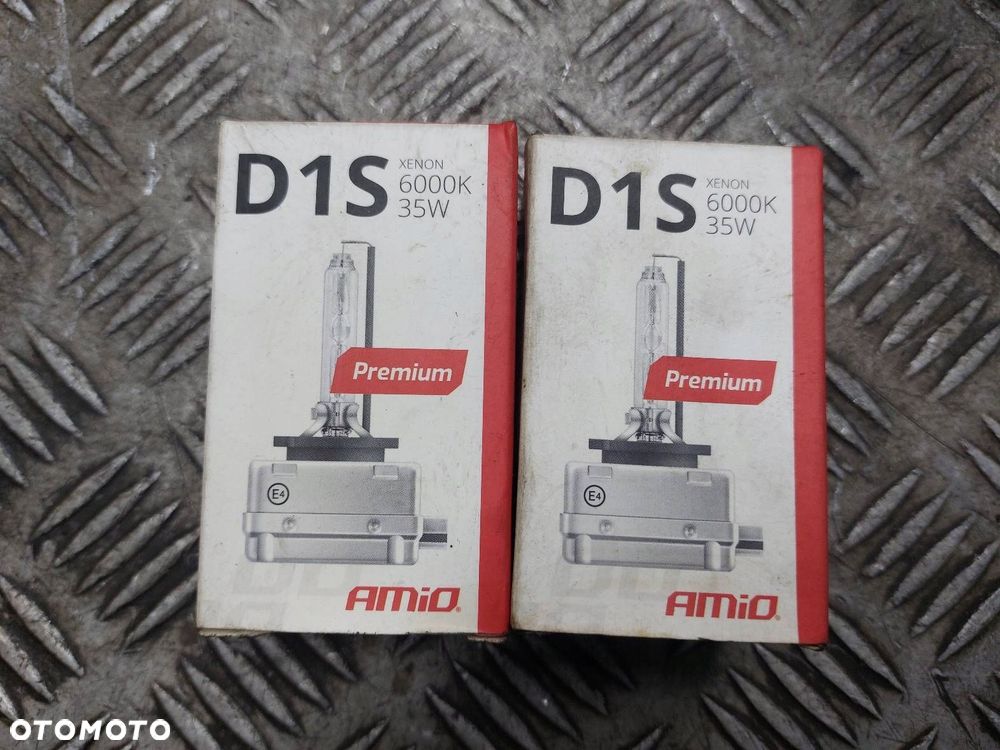 D1S
XENON
6000K
35W
Premium
E4
AMiO
D1S
XENON
6000K
35W
Premium
E4
AMiO
OTOMOTO